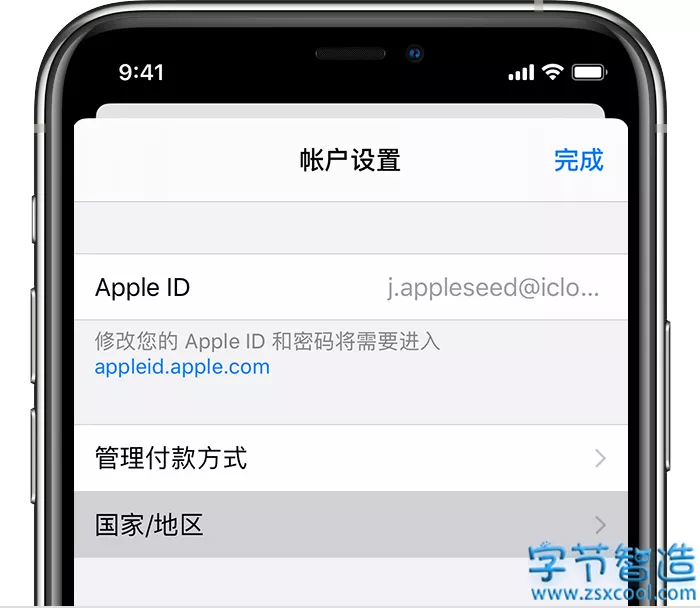 9:41
帐户设置
完成
Apple ID
j.appleseed@iclo...
修改您的 Apple ID 和密码将需要进入
appleid.apple.com
管理付款方式
国家/地区
字节智造
www.zsxcool.com